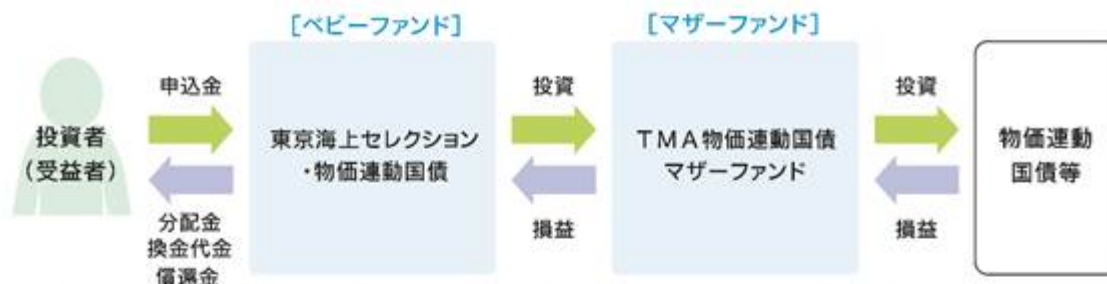 [ベビーファンド]
[マザーファンド]
申込金
投資
投資
投資者
(受益者)
東京海上セレクション
・物価連動国債
TMA物価連動国債
マザーファンド
物価連動
国債等
分配金
換金代金
償還金
損益
損益